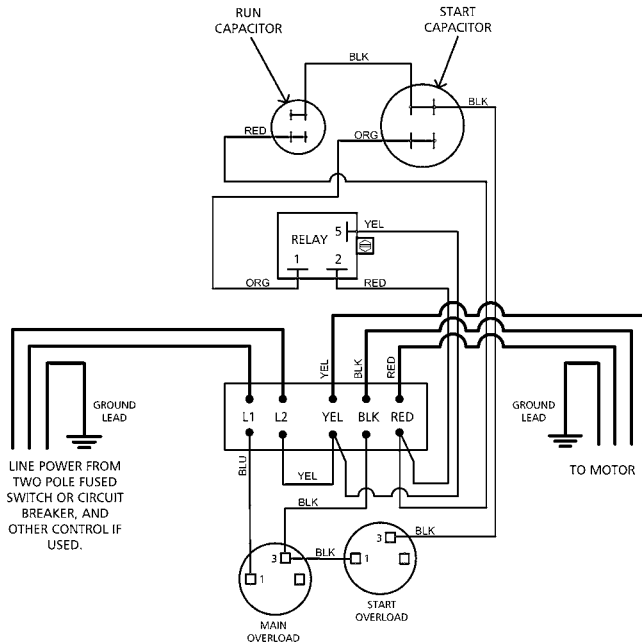 RUN
CAPACITOR
START
CAPACITOR
BLK
BLK
RED
ORG
YEL
5
RELAY
1
2
ORG
RED
YEL
BLK
RED
GROUND
LEAD
L1
L2
YEL
BLK
RED
GROUND
LEAD
LINE POWER FROM
TWO POLE FUSED
SWITCH OR CIRCUIT
BREAKER, AND
OTHER CONTROL IF
USED.
TO MOTOR
BLU
YEL
BLK
BLK
3
BLK
3
1
1
MAIN
OVERLOAD
START
OVERLOAD